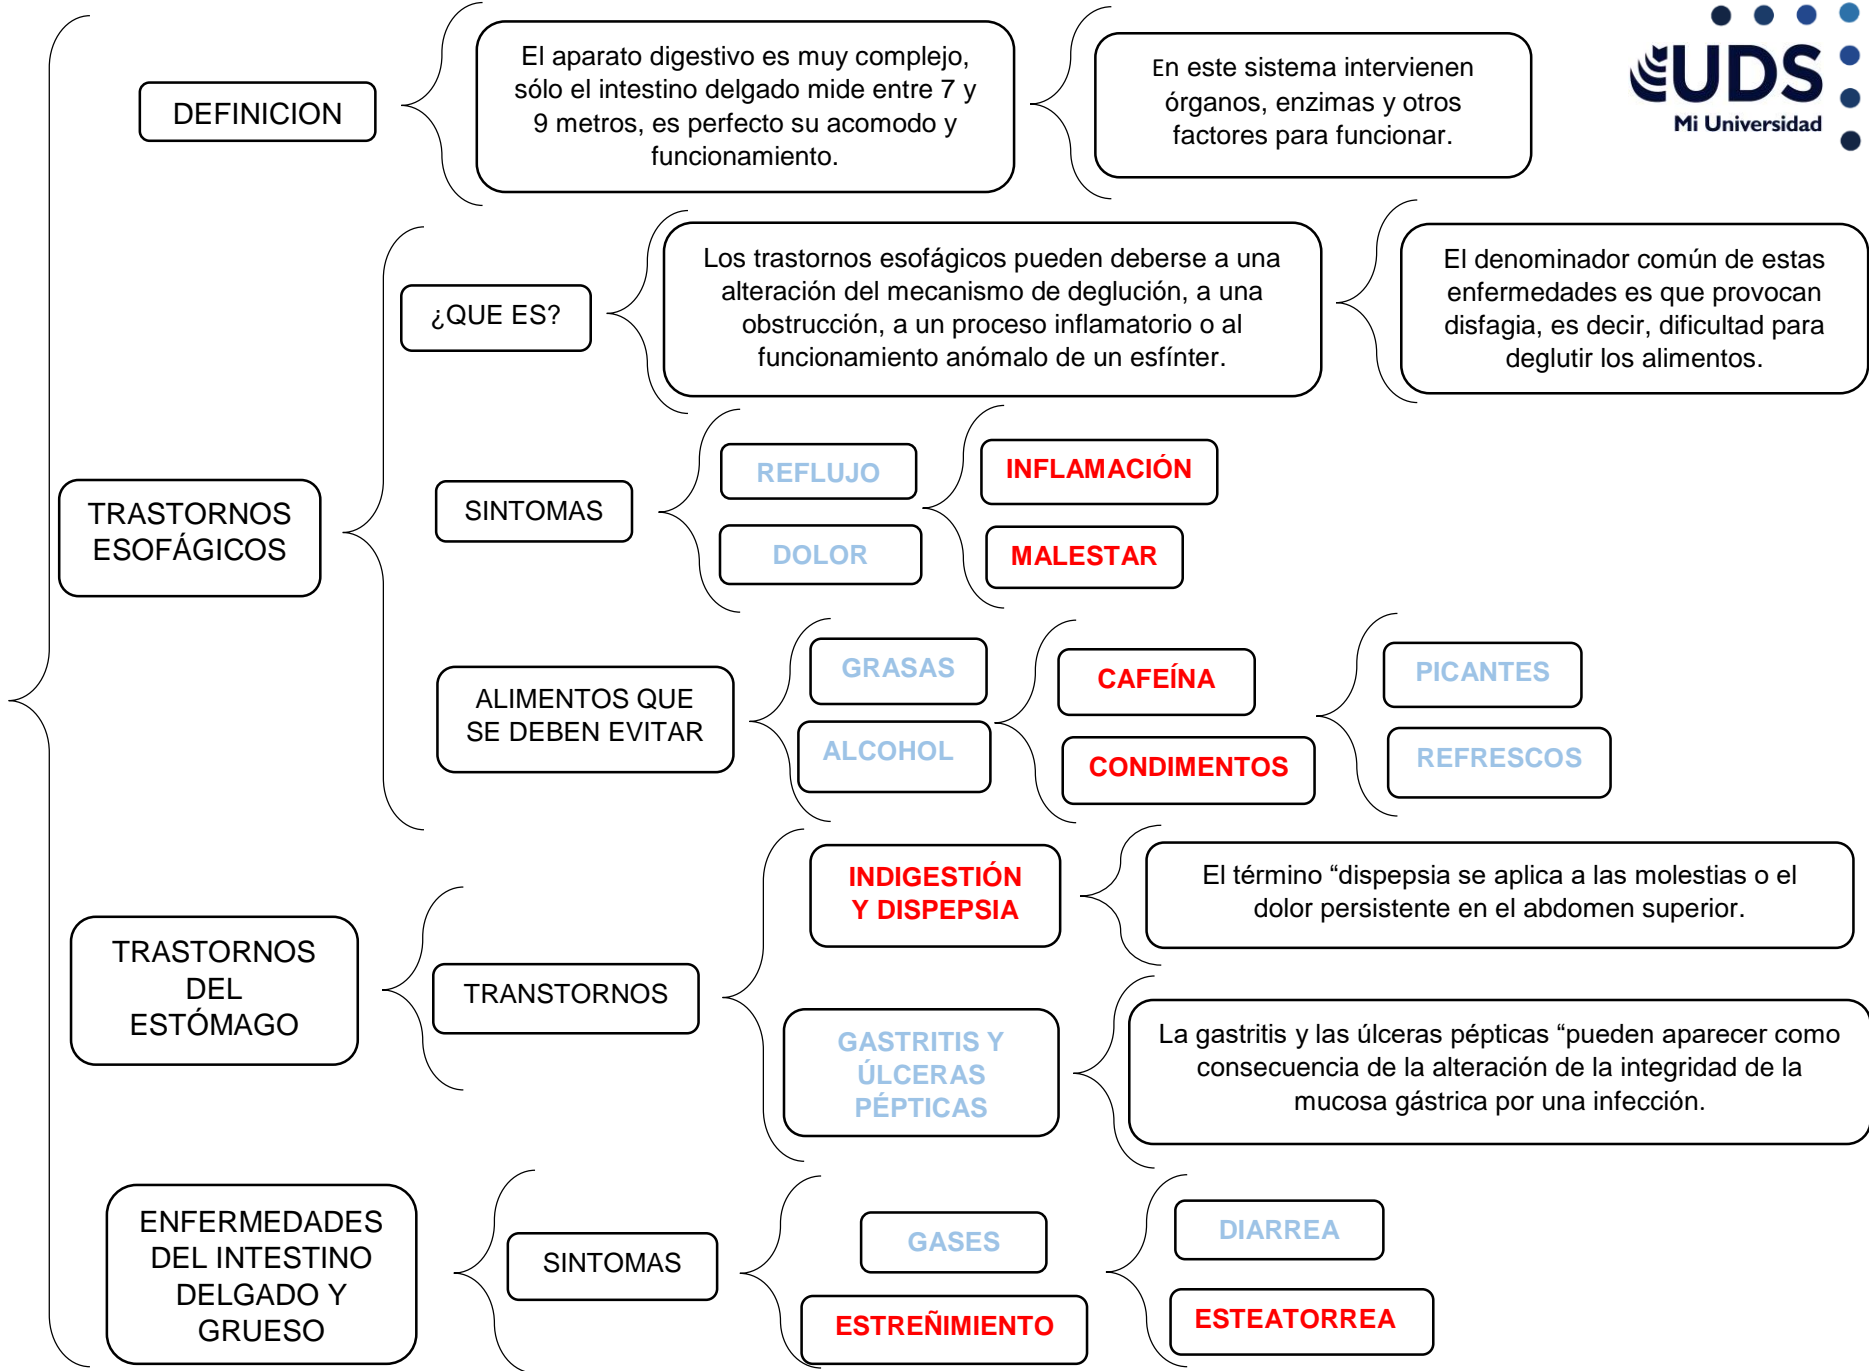 UDS
Mi Universidad
DEFINICION
El aparato digestivo es muy complejo,
sólo el intestino delgado mide entre 7 y
9 metros, es perfecto su acomodo y
funcionamiento.
En este sistema intervienen
órganos, enzimas y otros
factores para funcionar.
TRASTORNOS
ESOFÁGICOS
¿QUE ES?
Los trastornos esofágicos pueden deberse a una
alteración del mecanismo de deglución, a una
obstrucción, a un proceso inflamatorio o al
funcionamiento anómalo de un esfínter.
El denominador común de estas
enfermedades es que provocan
disfagia, es decir, dificultad para
deglutir los alimentos.
SINTOMAS
REFLUJO
DOLOR
INFLAMACIÓN
MALESTAR
ALIMENTOS QUE
SE DEBEN EVITAR
GRASAS
ALCOHOL
CAFEÍNA
CONDIMENTOS
PICANTES
REFRESCOS
TRASTORNOS
DEL
ESTÓMAGO
TRANSTORNOS
INDIGESTIÓN
Y DISPEPSIA
El término “dispepsia se aplica a las molestias o el
dolor persistente en el abdomen superior.
GASTRITIS Y
ÚLCERAS
PÉPTICAS
La gastritis y las úlceras pépticas “pueden aparecer como
consecuencia de la alteración de la integridad de la
mucosa gástrica por una infección.
ENFERMEDADES
DEL INTESTINO
DELGADO Y
GRUESO
SINTOMAS
GASES
ESTREÑIMIENTO
DIARREA
ESTEATORREA